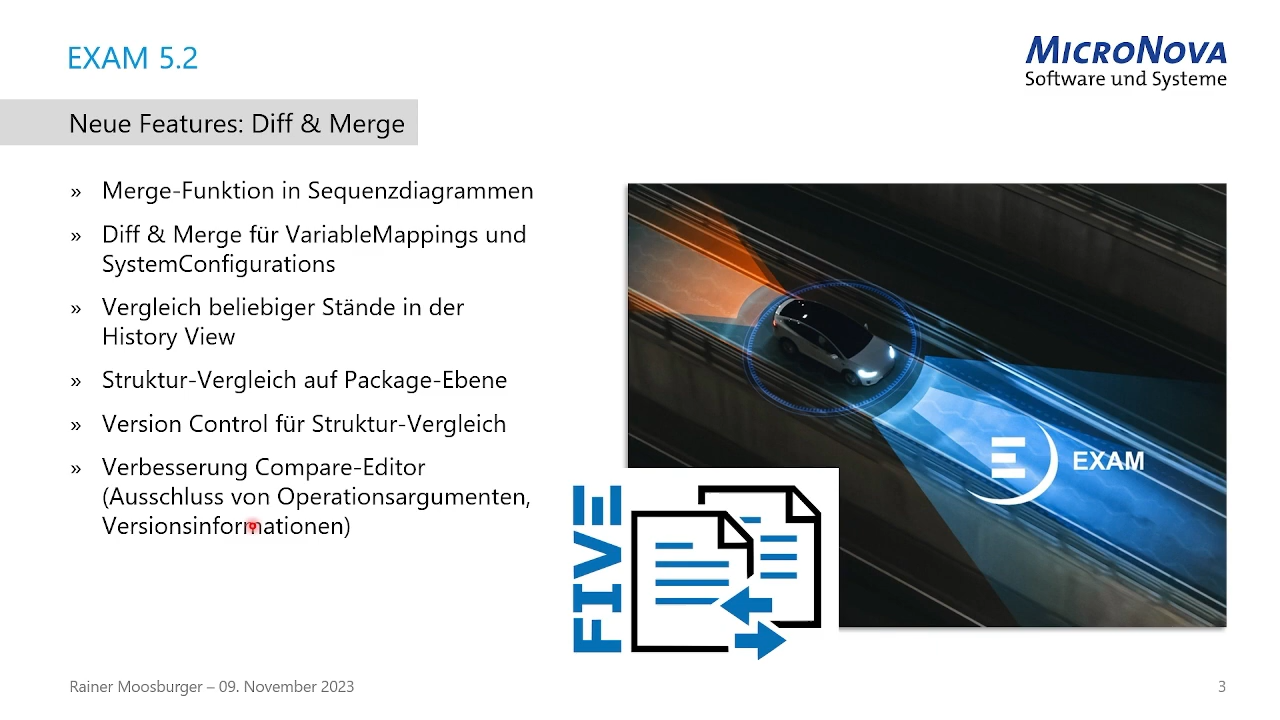 EXAM 5.2
MICRONOVA
Software und Systeme
Neue Features: Diff & Merge
» Merge-Funktion in Sequenzdiagrammen
» Diff & Merge für VariableMappings und
SystemConfigurations
» Vergleich beliebiger Stände in der
History View
» Struktur-Vergleich auf Package-Ebene
» Version Control für Struktur-Vergleich
» Verbesserung Compare-Editor
(Ausschluss von Operationsargumenten,
Versionsinformationen)
EXAM
FIVE
Rainer Moosburger – 09. November 2023
3